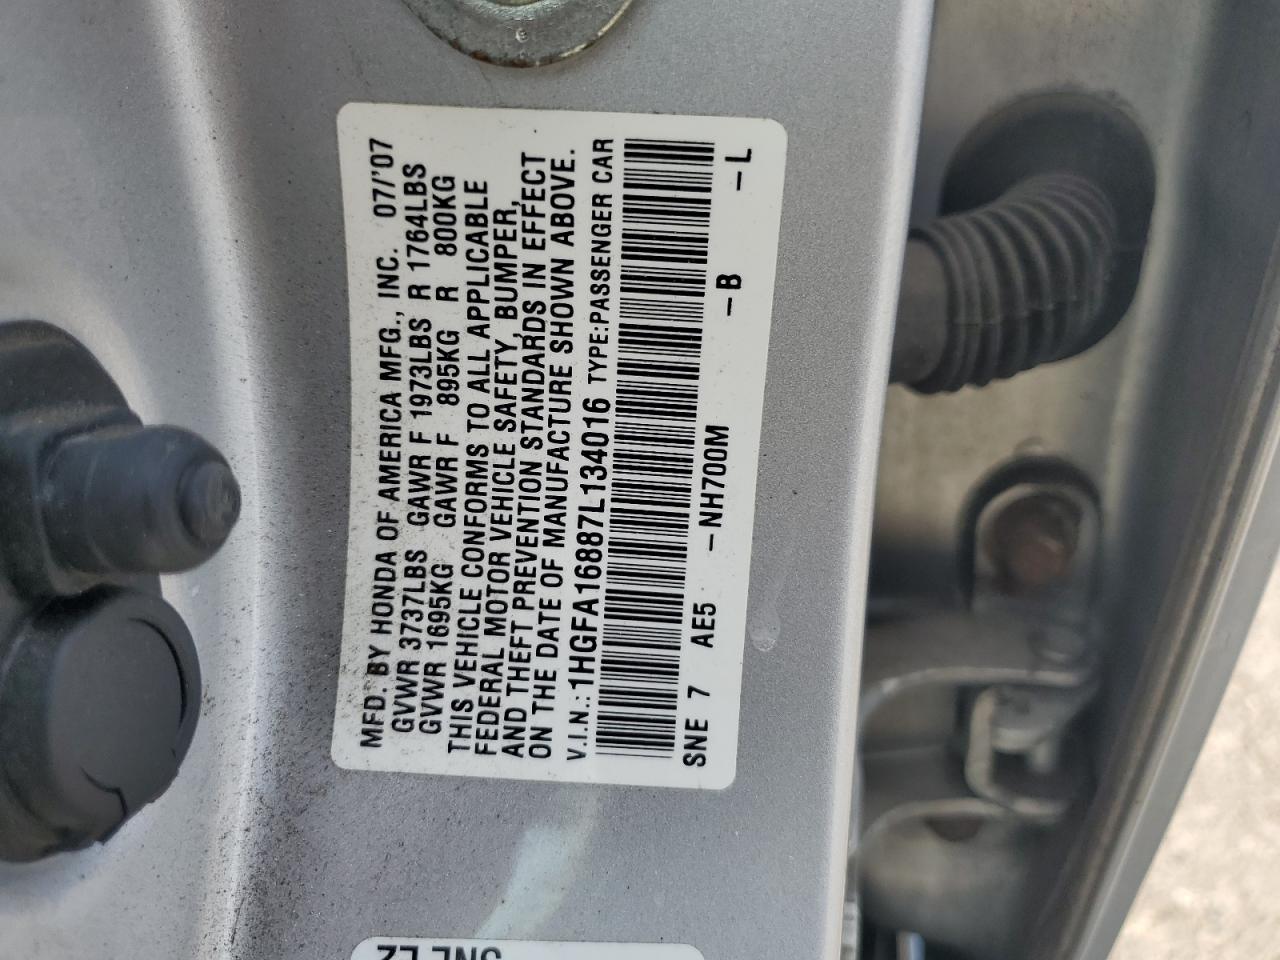 MFD. BY HONDA OF AMERICA MFG., INC. 07/'07
GVWR 3737LBS GAWR F 1973LBS R 1764LBS
GVWR 1695KG GAWR F 895KG R 800KG
THIS VEHICLE CONFORMS TO ALL APPLICABLE
FEDERAL MOTOR VEHICLE SAFETY, BUMPER,
AND THEFT PREVENTION STANDARDS IN EFFECT
ON THE DATE OF MANUFACTURE SHOWN ABOVE.
V.I.N.: 1HGFA16887L134016 TYPE:PASSENGER CAR
SNE 7 AE5 -NH700M -B -L